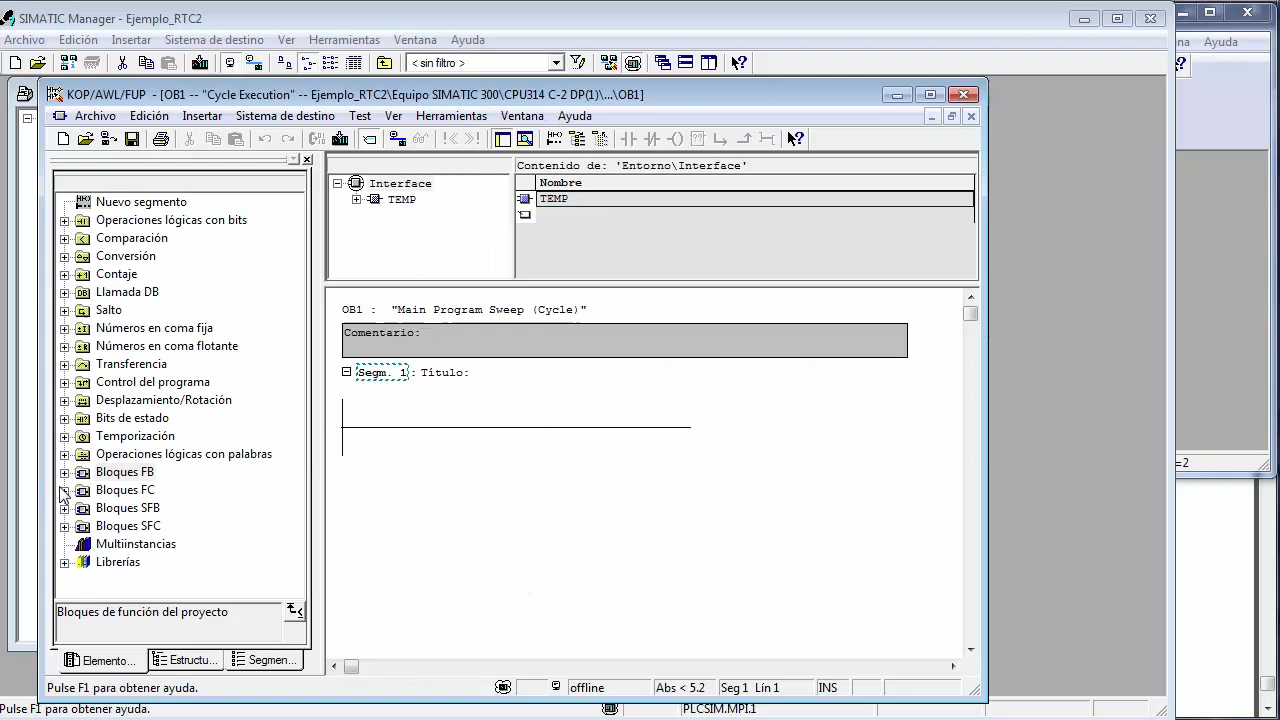 SIMATIC Manager - Ejemplo_RTC2
Archivo Edición Insertar Sistema de destino Ver Herramientas Ventana Ayuda
na Ayuda
< sin filtro >
KOP/AWL/FUP - [OB1 -- "Cycle Execution" -- Ejemplo_RTC2\Equipo SIMATIC 300\CPU314 C-2 DP(1)\...\OB1]
Archivo Edición Insertar Sistema de destino Test Ver Herramientas Ventana Ayuda
Nuevo segmento
Operaciones lógicas con bits
Comparación
Conversión
Contaje
Llamada DB
Salto
Números en coma fija
Números en coma flotante
Transferencia
Control del programa
Desplazamiento/Rotación
Bits de estado
Temporización
Operaciones lógicas con palabras
Bloques FB
Bloques FC
Bloques SFB
Bloques SFC
Multiinstancias
Librerías
Bloques de función del proyecto
Elemento... Estructu... Segmen...
Interface
TEMP
Contenido de: 'Entorno\Interface'
Nombre
TEMP
OB1 : "Main Program Sweep (Cycle)"
Comentario:
Segm. 1 : Título:
=2
Pulse F1 para obtener ayuda. offline Abs < 5.2 Seg 1 Lín 1 INS
Pulse F1 para obtener ayuda. PLCSIM.MPI.1